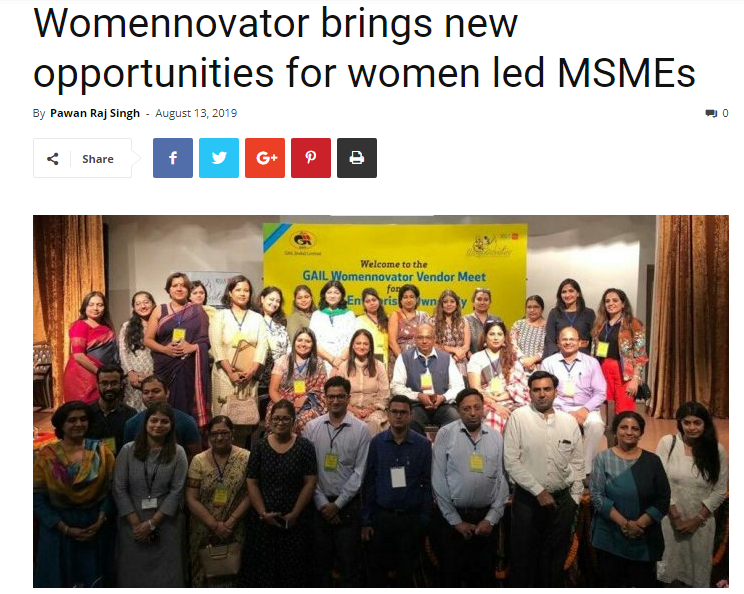 Womennovator brings new
opportunities for women led MSMEs
By Pawan Raj Singh - August 13, 2019
0
Share
f
G+
GAIL (India) Limited
Welcome to the
GAIL Womennovator Vendor Meet
for